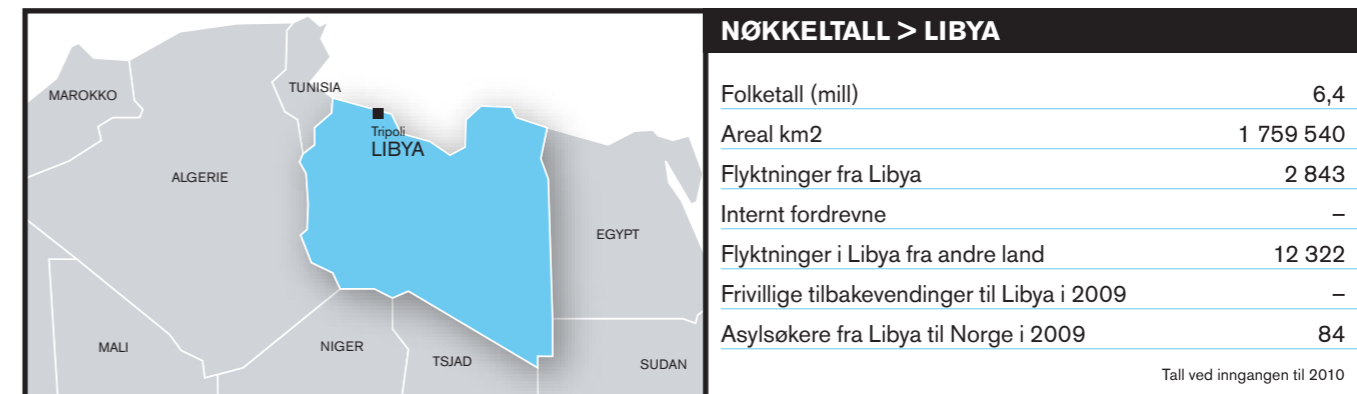 MAROKKO
TUNISIA
Tripoli
LIBYA
ALGERIE
EGYPT
MALI
NIGER
TSJAD
SUDAN
NØKKELTALL > LIBYA
Folketall (mill) 6,4
Areal km2 1 759 540
Flyktninger fra Libya 2 843
Internt fordrevne –
Flyktninger i Libya fra andre land 12 322
Frivillige tilbakevendinger til Libya i 2009 –
Asylsøkere fra Libya til Norge i 2009 84
Tall ved inngangen til 2010